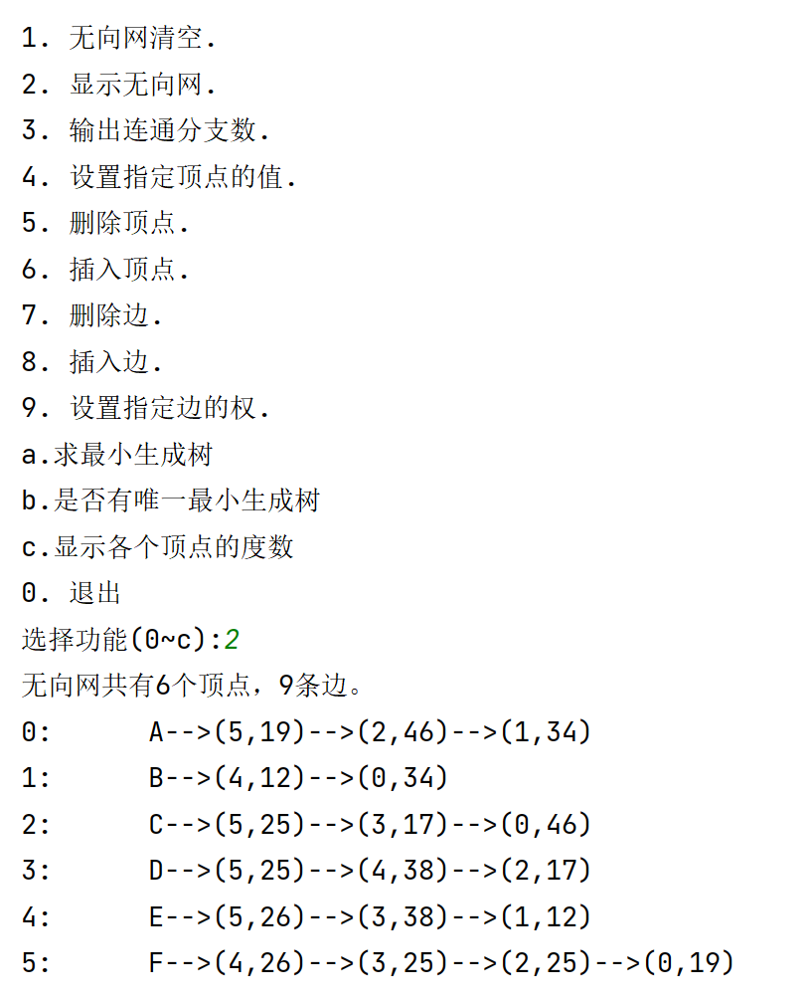 1. 无向网清空.
2. 显示无向网.
3. 输出连通分支数.
4. 设置指定顶点的值.
5. 删除顶点.
6. 插入顶点.
7. 删除边.
8. 插入边.
9. 设置指定边的权.
a.求最小生成树
b.是否有唯一最小生成树
c.显示各个顶点的度数
0. 退出
选择功能(0~c):2
无向网共有6个顶点，9条边。
0: A-->(5,19)-->(2,46)-->(1,34)
1: B-->(4,12)-->(0,34)
2: C-->(5,25)-->(3,17)-->(0,46)
3: D-->(5,25)-->(4,38)-->(2,17)
4: E-->(5,26)-->(3,38)-->(1,12)
5: F-->(4,26)-->(3,25)-->(2,25)-->(0,19)